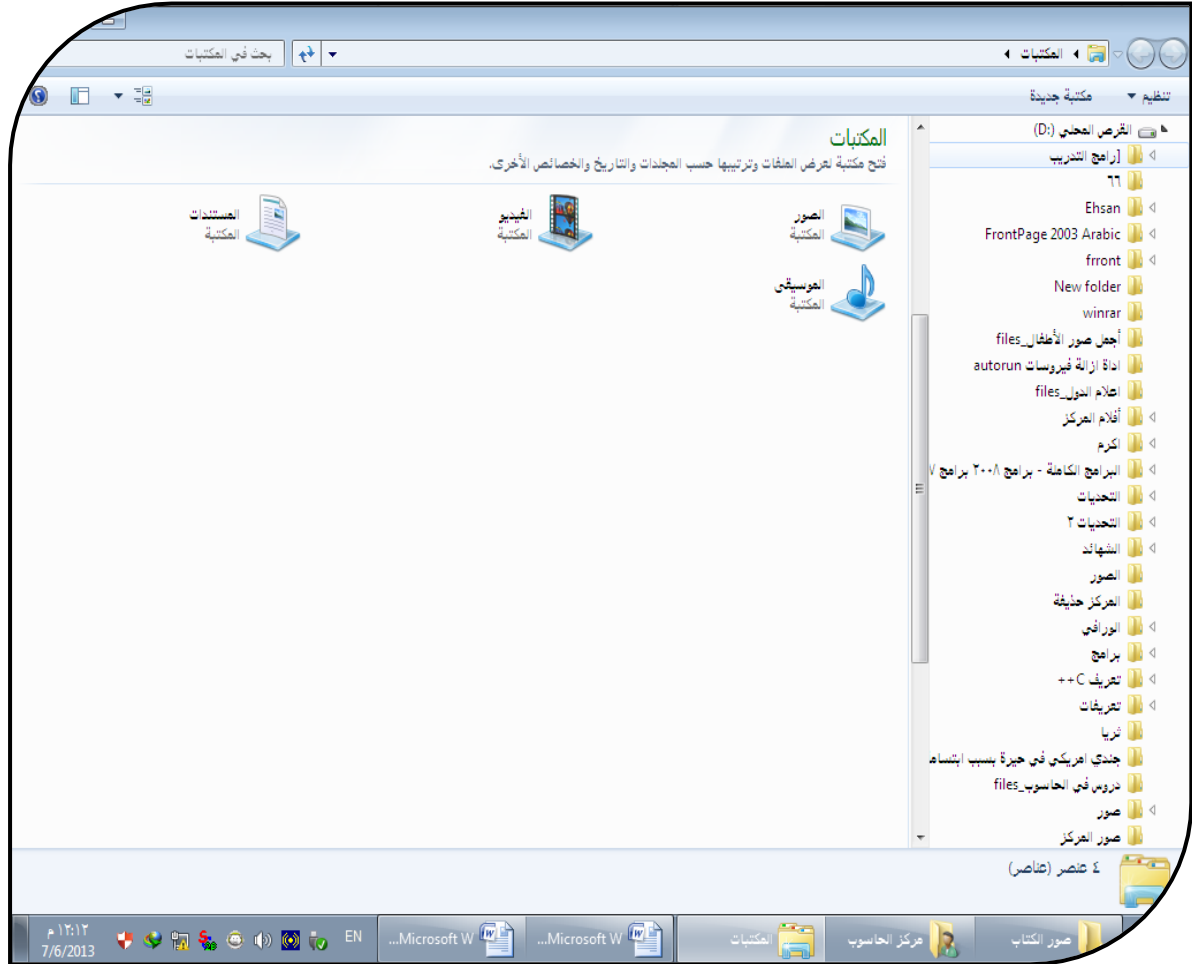 المكتبات
بحث في المكتبات
تنظيم
مكتبة جديدة
القرص المحلي (D:)
[رامج التدريب
٦٦
Ehsan
FrontPage 2003 Arabic
frront
New folder
winrar
أجمل صور الأطفال_files
اداة ازالة فيروسات autorun
اعلام الدول_files
أفلام المركز
اكرم
البرامج الكاملة - برامج ٢٠٠٨ برامج ٧
التحديات
التحديات ٢
الشهائد
الصور
المركز حذيفة
الورافي
برامج
تعريف C++
تعريفات
ثريا
جندي امريكي في حيرة بسبب ابتسامـ
دروس في الحاسوب_files
صور
صور المركز
المكتبات
فتح مكتبة لعرض الملفات وترتيبها حسب المجلدات والتاريخ والخصائص الأخرى.
الصور
المكتبة
الفيديو
المكتبة
المستندات
المكتبة
الموسيقى
المكتبة
٤ عنصر (عناصر)
صور الكتاب
مركز الحاسوب
المكتبات
Microsoft W...
Microsoft W...
EN
١٢:١٢ م
7/6/2013